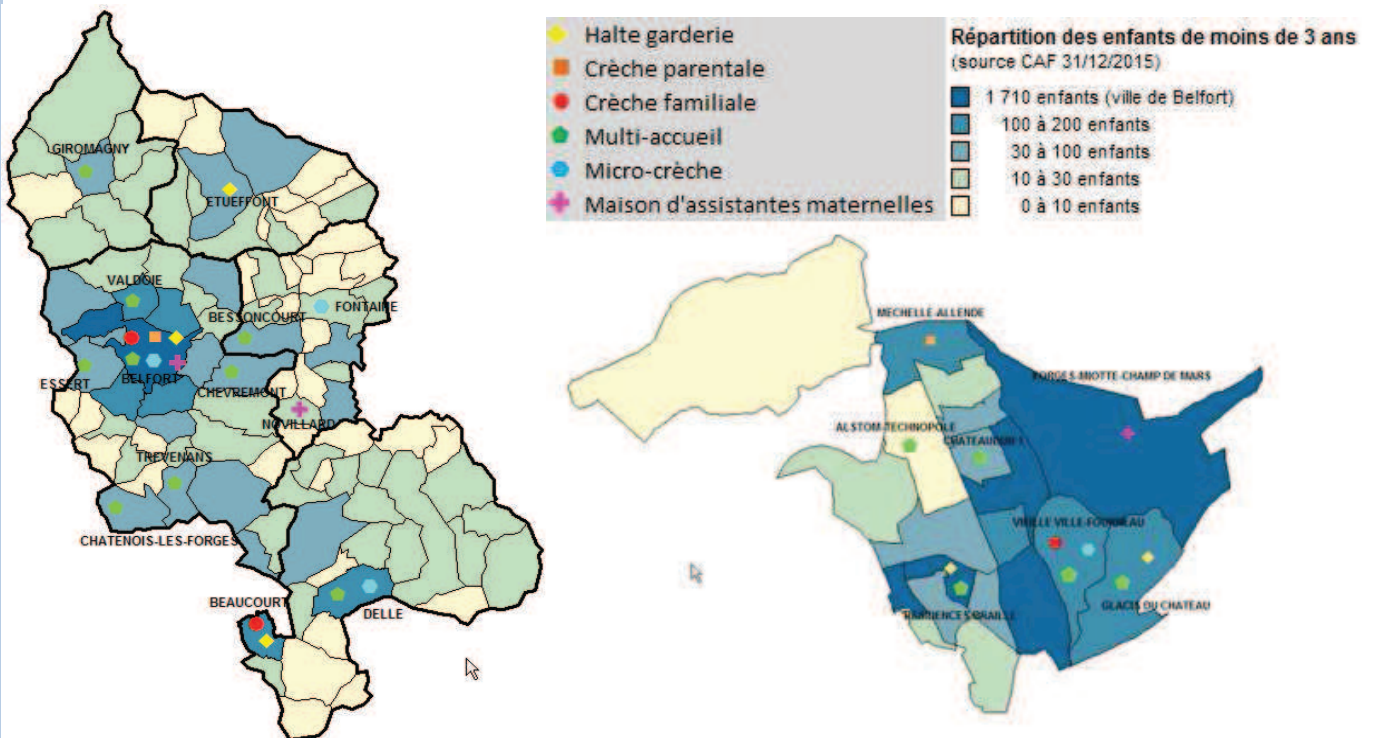 Halte garderie
Crèche parentale
Crèche familiale
Multi-accueil
Micro-crèche
Maison d'assistantes maternelles
Répartition des enfants de moins de 3 ans
(source CAF 31/12/2015)
1 710 enfants (ville de Belfort)
100 à 200 enfants
30 à 100 enfants
10 à 30 enfants
0 à 10 enfants
GIROMAGNY
ETUEFFONT
VALDOIE
BESSONCOURT
FONTAINE
ESSERT
BELFORT
CHEVREMONT
NOVILLARD
TREVENANS
CHATENOIS-LES-FORGES
BEAUCOURT
DELLE
MECHELLE-ALLENDE
FORGES-MIOTTE-CHAMP DE MARS
ALSTOM-TECHNOPOLE
VIEILLE VILLE-FOURNEAU
GLACIS DU CHATEAU